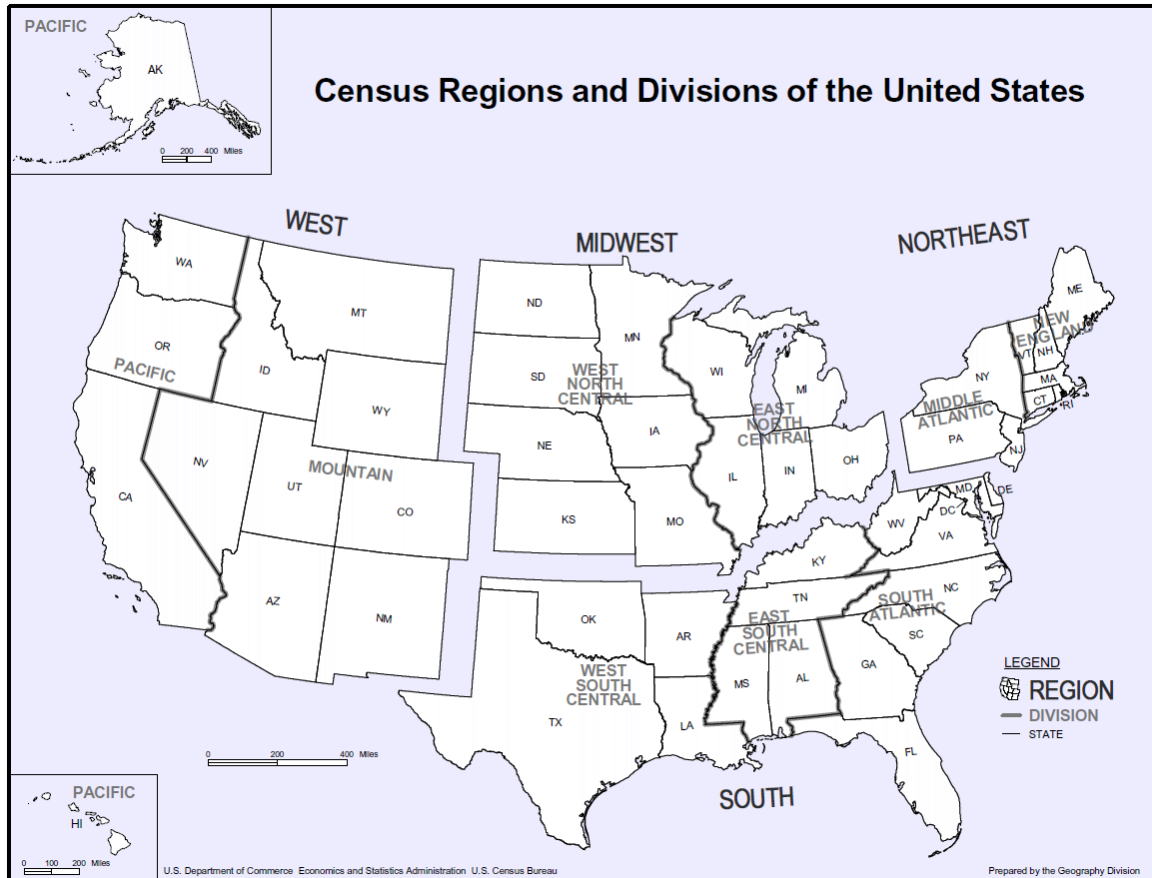 PACIFIC
AK
0 200 400 Miles
Census Regions and Divisions of the United States
WEST
MIDWEST
NORTHEAST
WA
MT
ND
MN
ME
OR
PACIFIC
ID
WY
SD
WEST
NORTH
CENTRAL
WI
MI
NEW
ENGLAND
VT
NH
NY
MA
CT
RI
MIDDLE
ATLANTIC
PA
NJ
NV
UT
MOUNTAIN
CO
CA
NE
IA
EAST
NORTH
CENTRAL
IL
IN
OH
KS
MO
MD
DE
DC
WV
VA
KY
AZ
NM
OK
AR
TN
NC
SOUTH
ATLANTIC
SC
EAST
SOUTH
CENTRAL
MS
AL
GA
WEST
SOUTH
CENTRAL
TX
LA
FL
LEGEND
REGION
DIVISION
STATE
0 200 400
Miles
SOUTH
PACIFIC
HI
0 100 200 Miles
U.S. Department of Commerce Economics and Statistics Administration U.S. Census Bureau
Prepared by the Geography Division